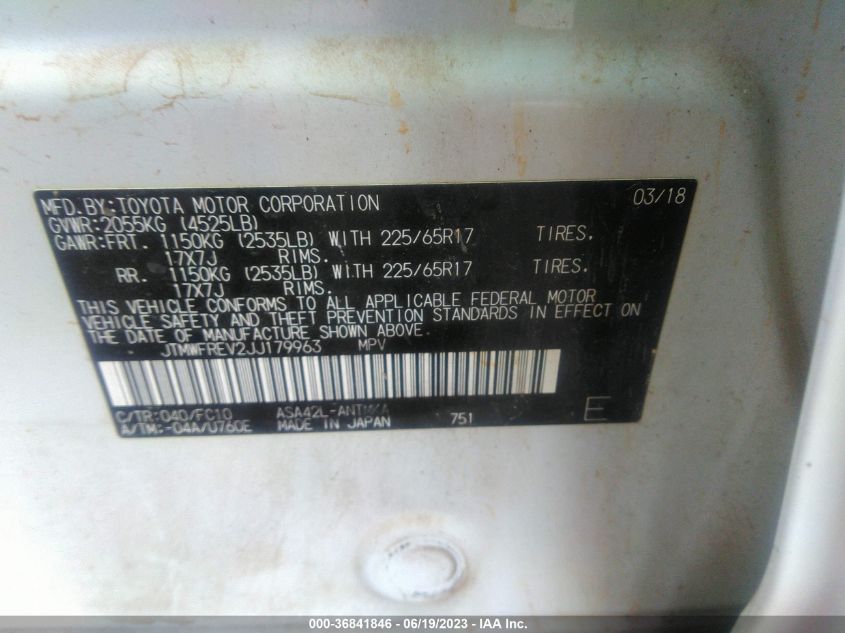 MFD.BY:TOYOTA MOTOR CORPORATION 03/18
GVWR:2055KG (4525LB)
GAWR:FRT. 1150KG (2535LB) WITH 225/65R17 TIRES.
17X7J RIMS.
RR. 1150KG (2535LB) WITH 225/65R17 TIRES.
17X7J RIMS.
THIS VEHICLE CONFORMS TO ALL APPLICABLE FEDERAL MOTOR
VEHICLE SAFETY AND THEFT PREVENTION STANDARDS IN EFFECT ON
THE DATE OF MANUFACTURE SHOWN ABOVE.
JTMWFREV2JJ179963 MPV
C/TR:040/FC10 ASA42L-ANTMKA E
A/TM:-04A/U760E MADE IN JAPAN 751
000-36841846 - 06/19/2023 - IAA Inc.